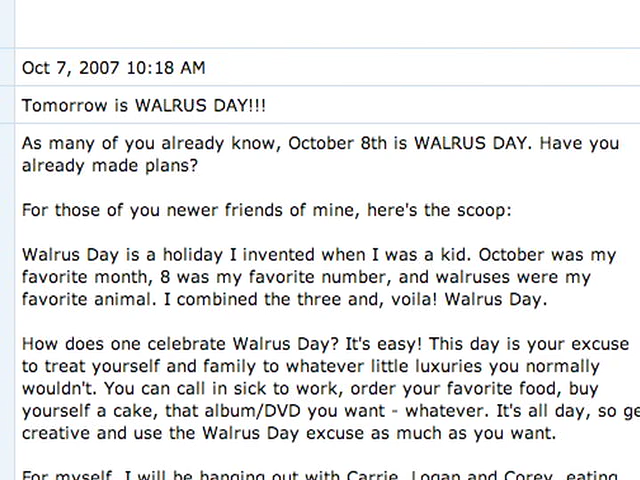 Oct 7, 2007 10:18 AM
Tomorrow is WALRUS DAY!!!
As many of you already know, October 8th is WALRUS DAY. Have you
already made plans?
For those of you newer friends of mine, here's the scoop:
Walrus Day is a holiday I invented when I was a kid. October was my
favorite month, 8 was my favorite number, and walruses were my
favorite animal. I combined the three and, voila! Walrus Day.
How does one celebrate Walrus Day? It's easy! This day is your excuse
to treat yourself and family to whatever little luxuries you normally
wouldn't. You can call in sick to work, order your favorite food, buy
yourself a cake, that album/DVD you want - whatever. It's all day, so ge
creative and use the Walrus Day excuse as much as you want.
For myself, I will be hanging out with Carrie, Logan and Corey, eating